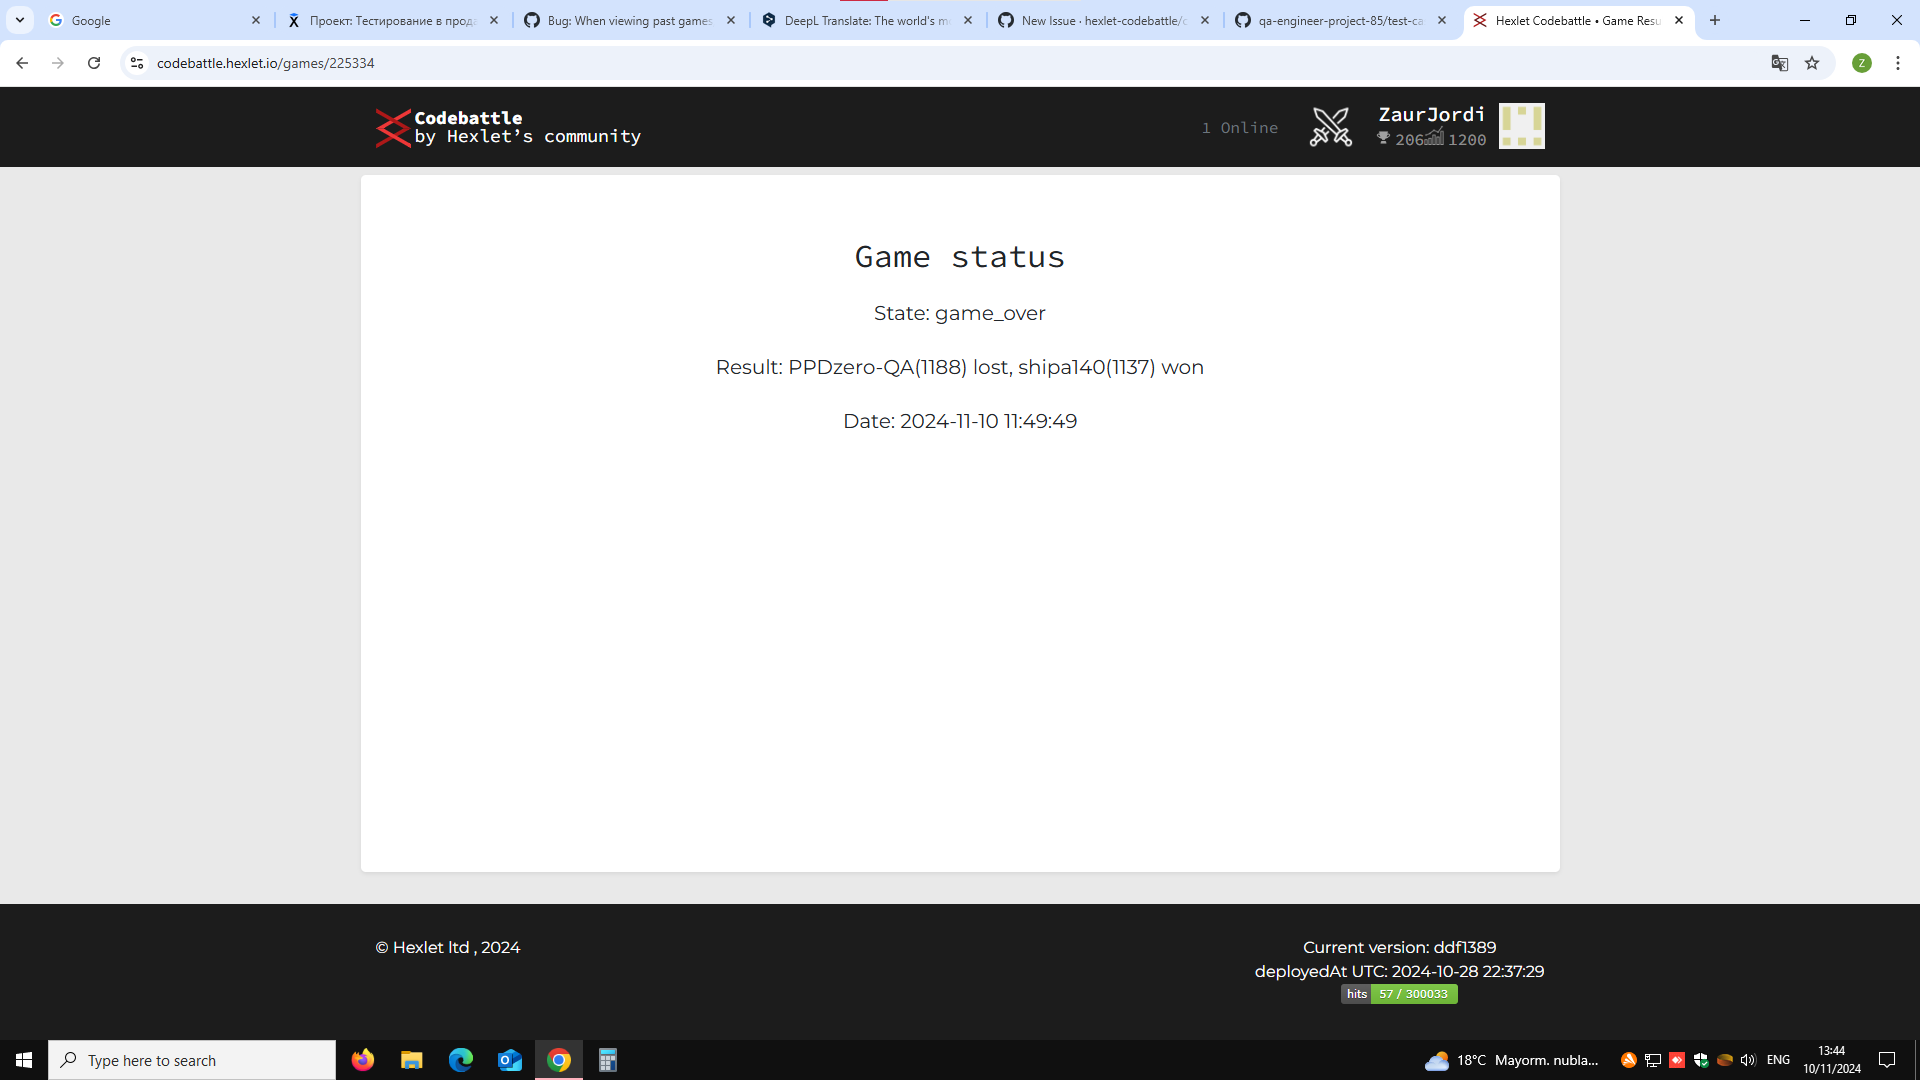 Google
Проект: Тестирование в прода
Bug: When viewing past games
DeepL Translate: The world's m
New Issue · hexlet-codebattle/c
qa-engineer-project-85/test-ca
Hexlet Codebattle • Game Resu
codebattle.hexlet.io/games/225334
Z
Codebattle
by Hexlet's community
1 Online
ZaurJordi
206 1200
Game status
State: game_over
Result: PPDzero-QA(1188) lost, shipa140(1137) won
Date: 2024-11-10 11:49:49
© Hexlet ltd , 2024
Current version: ddf1389
deployedAt UTC: 2024-10-28 22:37:29
hits 57 / 300033
Type here to search
18°C Mayorm. nubla...
ENG
13:44
10/11/2024